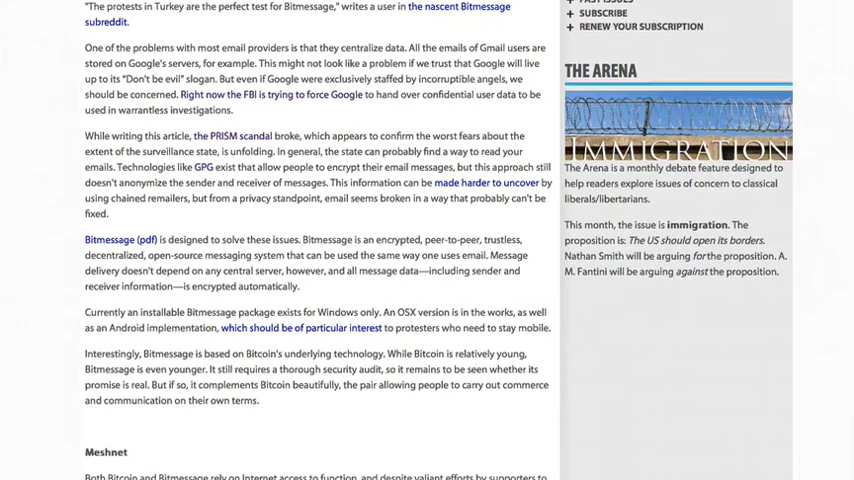 "The protests in Turkey are the perfect test for Bitmessage," writes a user in the nascent Bitmessage
subreddit.
One of the problems with most email providers is that they centralize data. All the emails of Gmail users are
stored on Google's servers, for example. This might not look like a problem if we trust that Google will live
up to its "Don't be evil" slogan. But even if Google were exclusively staffed by incorruptible angels, we
should be concerned. Right now the FBI is trying to force Google to hand over confidential user data to be
used in warrantless investigations.
While writing this article, the PRISM scandal broke, which appears to confirm the worst fears about the
extent of the surveillance state, is unfolding. In general, the state can probably find a way to read your
emails. Technologies like GPG exist that allow people to encrypt their email messages, but this approach still
doesn't anonymize the sender and receiver of messages. This information can be made harder to uncover by
using chained remailers, but from a privacy standpoint, email seems broken in a way that probably can't be
fixed.
Bitmessage (pdf) is designed to solve these issues. Bitmessage is an encrypted, peer-to-peer, trustless,
decentralized, open-source messaging system that can be used the same way one uses email. Message
delivery doesn't depend on any central server, however, and all message data—including sender and
receiver information—is encrypted automatically.
Currently an installable Bitmessage package exists for Windows only. An OSX version is in the works, as well
as an Android implementation, which should be of particular interest to protesters who need to stay mobile.
Interestingly, Bitmessage is based on Bitcoin's underlying technology. While Bitcoin is relatively young,
Bitmessage is even younger. It still requires a thorough security audit, so it remains to be seen whether its
promise is real. But if so, it complements Bitcoin beautifully, the pair allowing people to carry out commerce
and communication on their own terms.
Meshnet
Both Bitcoin and Bitmessage rely on Internet access to function, and despite valiant efforts by supporters to
+ PAST ISSUES
+ SUBSCRIBE
+ RENEW YOUR SUBSCRIPTION
THE ARENA
IMMIGRATION
The Arena is a monthly debate feature designed to
help readers explore issues of concern to classical
liberals/libertarians.
This month, the issue is immigration. The
proposition is: The US should open its borders.
Nathan Smith will be arguing for the proposition. A.
M. Fantini will be arguing against the proposition.